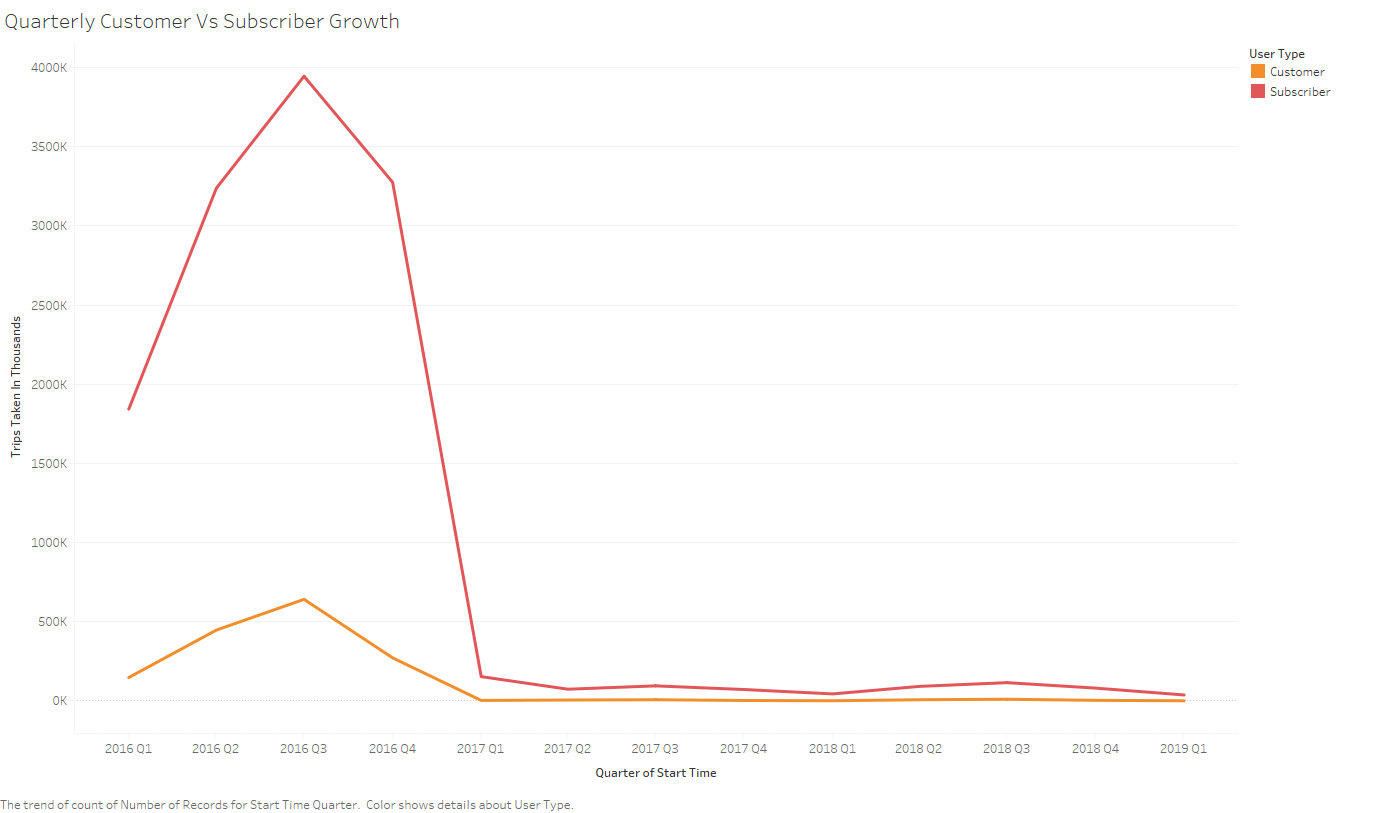 Quarterly Customer Vs Subscriber Growth
User Type
Customer
Subscriber
Trips Taken In Thousands
4000K
3500K
3000K
2500K
2000K
1500K
1000K
500K
0K
2016 Q1 2016 Q2 2016 Q3 2016 Q4 2017 Q1 2017 Q2 2017 Q3 2017 Q4 2018 Q1 2018 Q2 2018 Q3 2018 Q4 2019 Q1
Quarter of Start Time
The trend of count of Number of Records for Start Time Quarter.  Color shows details about User Type.